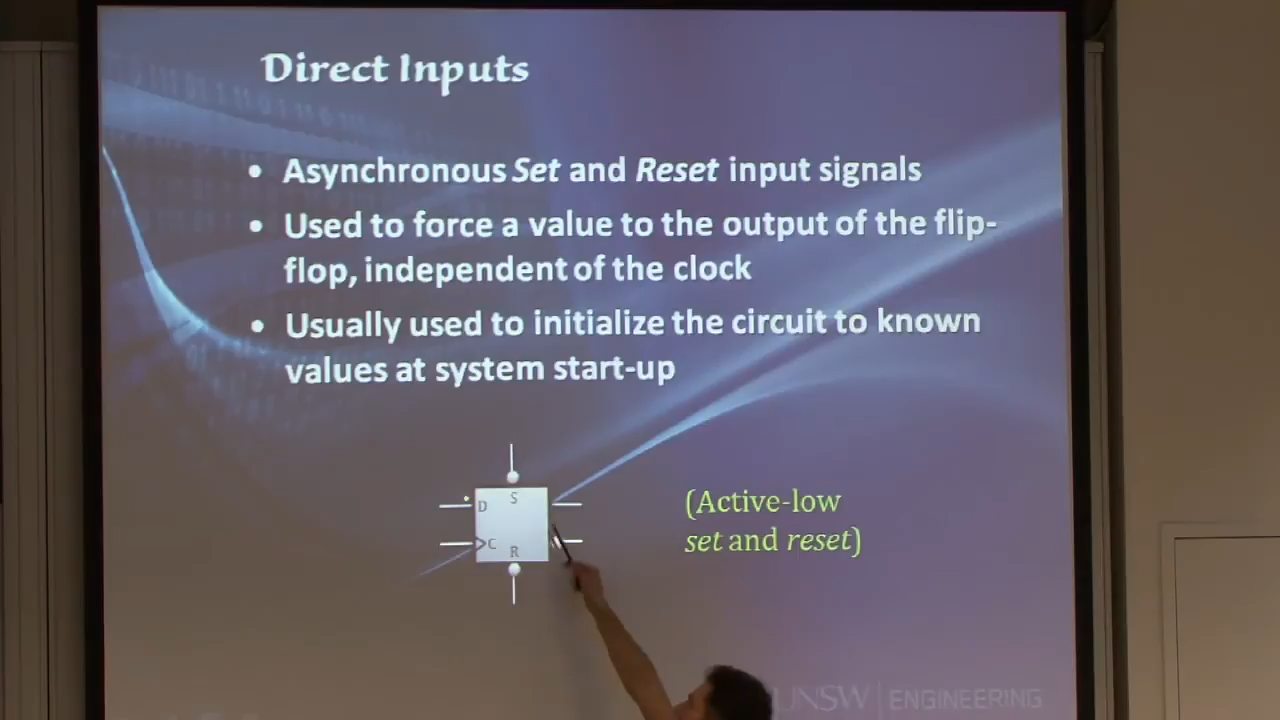 Direct Inputs
• Asynchronous Set and Reset input signals
• Used to force a value to the output of the flip-
flop, independent of the clock
• Usually used to initialize the circuit to known
values at system start-up
S
D
C
R
(Active-low
set and reset)
UNSW | ENGINEERING